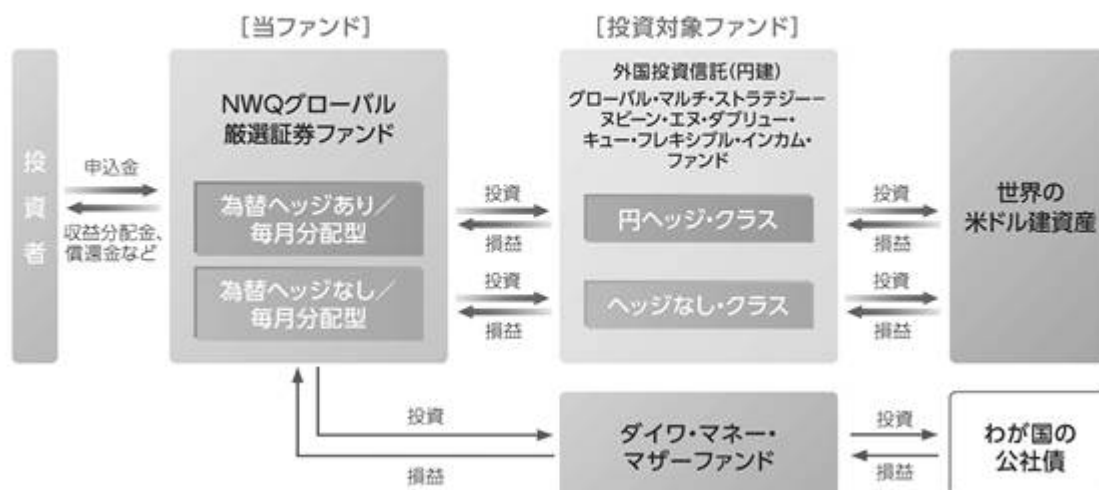 [当ファンド]
[投資対象ファンド]
投資者
申込金
収益分配金、
償還金など
NWQグローバル
厳選証券ファンド
為替ヘッジあり/
毎月分配型
為替ヘッジなし/
毎月分配型
投資
損益
投資
損益
外国投資信託(円建)
グローバル・マルチ・ストラテジー−
ヌビーン・エヌ・ダブリュー・
キュー・フレキシブル・インカム・
ファンド
円ヘッジ・クラス
ヘッジなし・クラス
投資
損益
投資
損益
世界の
米ドル建資産
投資
損益
ダイワ・マネー・
マザーファンド
投資
損益
わが国の
公社債